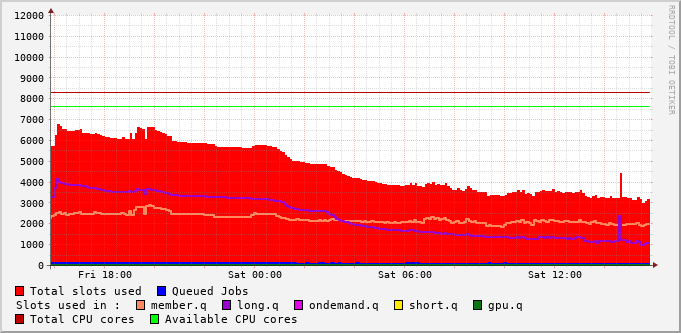 12000
11000
10000
9000
8000
7000
6000
5000
4000
3000
2000
1000
0
Fri 18:00 Sat 00:00 Sat 06:00 Sat 12:00
Total slots used Queued Jobs
Slots used in : member.q long.q ondemand.q short.q gpu.q
Total CPU cores Available CPU cores
RRDTOOL / TOBI OETIKER